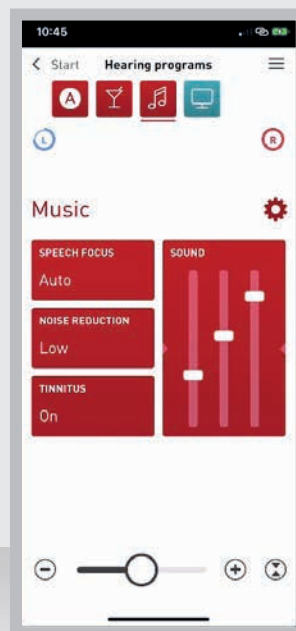 10:45
Start Hearing programs
A
L R
Music
SPEECH FOCUS SOUND
Auto
NOISE REDUCTION
Low
TINNITUS
On